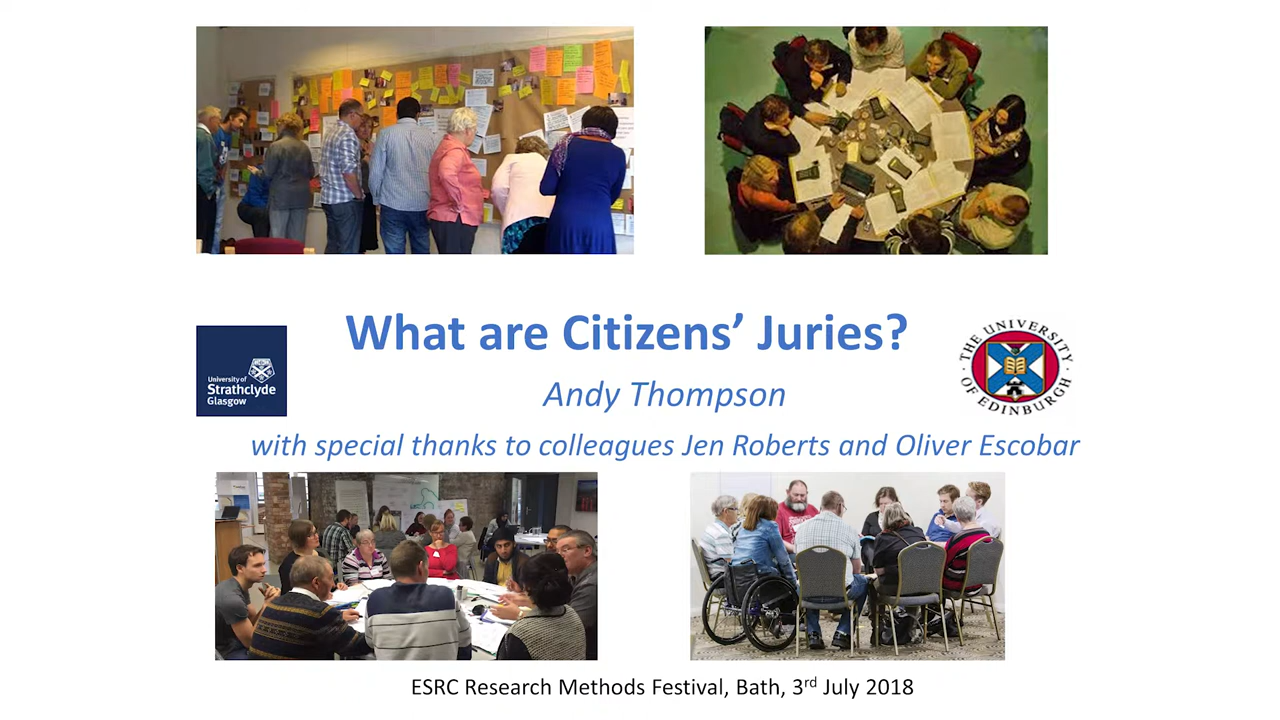 What are Citizens’ Juries?
University of
Strathclyde
Glasgow
Andy Thompson
THE UNIVERSITY
OF EDINBURGH
with special thanks to colleagues Jen Roberts and Oliver Escobar
ESRC Research Methods Festival, Bath, 3rd July 2018